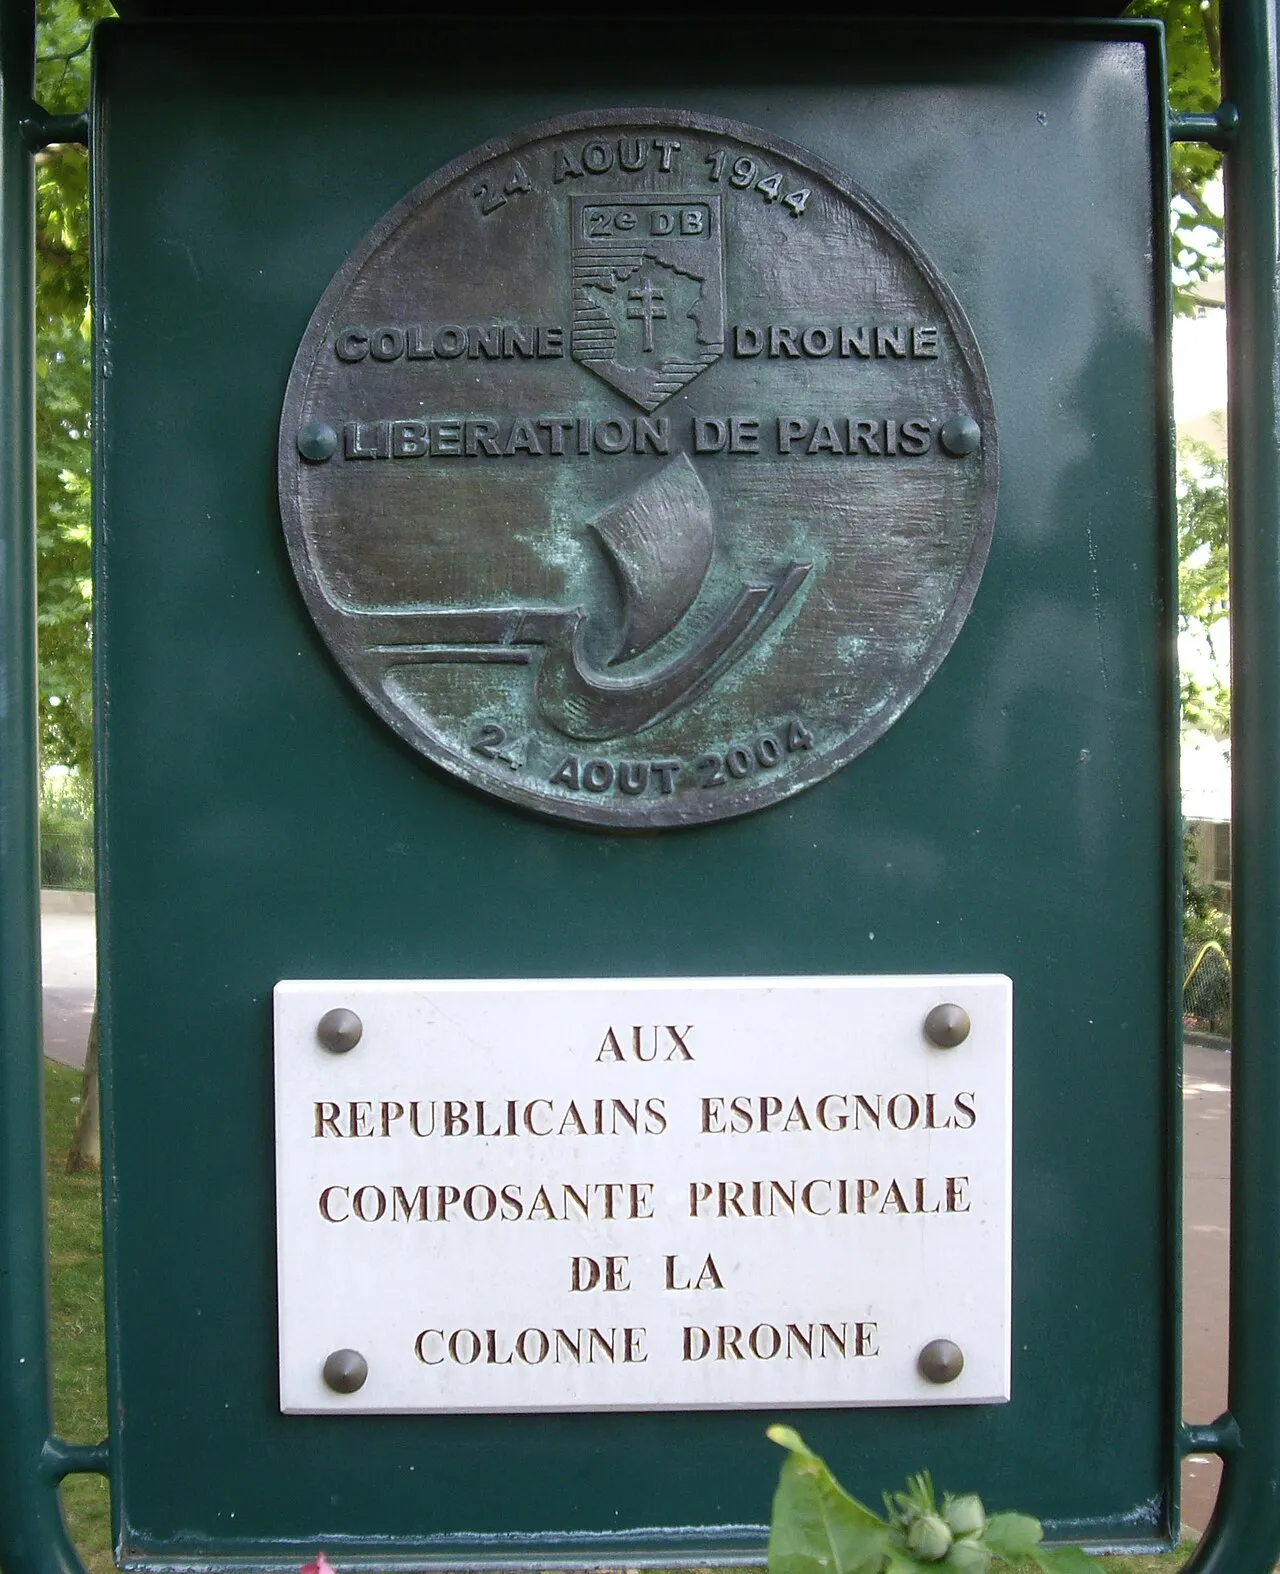 24 AOUT 1944
2e DB
COLONNE DRONNE
LIBERATION DE PARIS
24 AOUT 2004
AUX
REPUBLICAINS ESPAGNOLS
COMPOSANTE PRINCIPALE
DE LA
COLONNE DRONNE